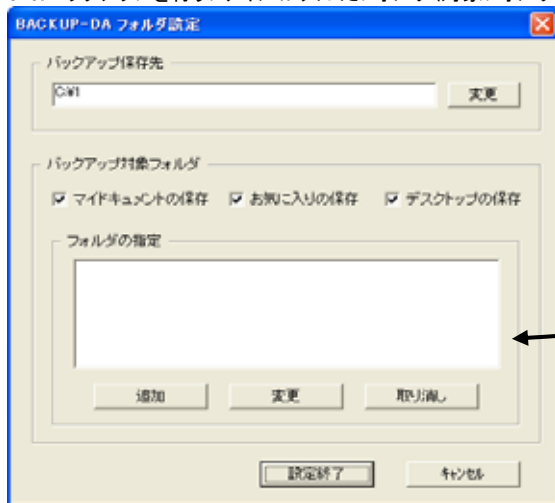 BACKUP-DA フォルダ設定
バックアップ保存先
C:¥1
変更
バックアップ対象フォルダ
マイドキュメントの保存 お気に入りの保存 デスクトップの保存
フォルダの指定
追加 変更 取り消し
設定終了 キャンセル